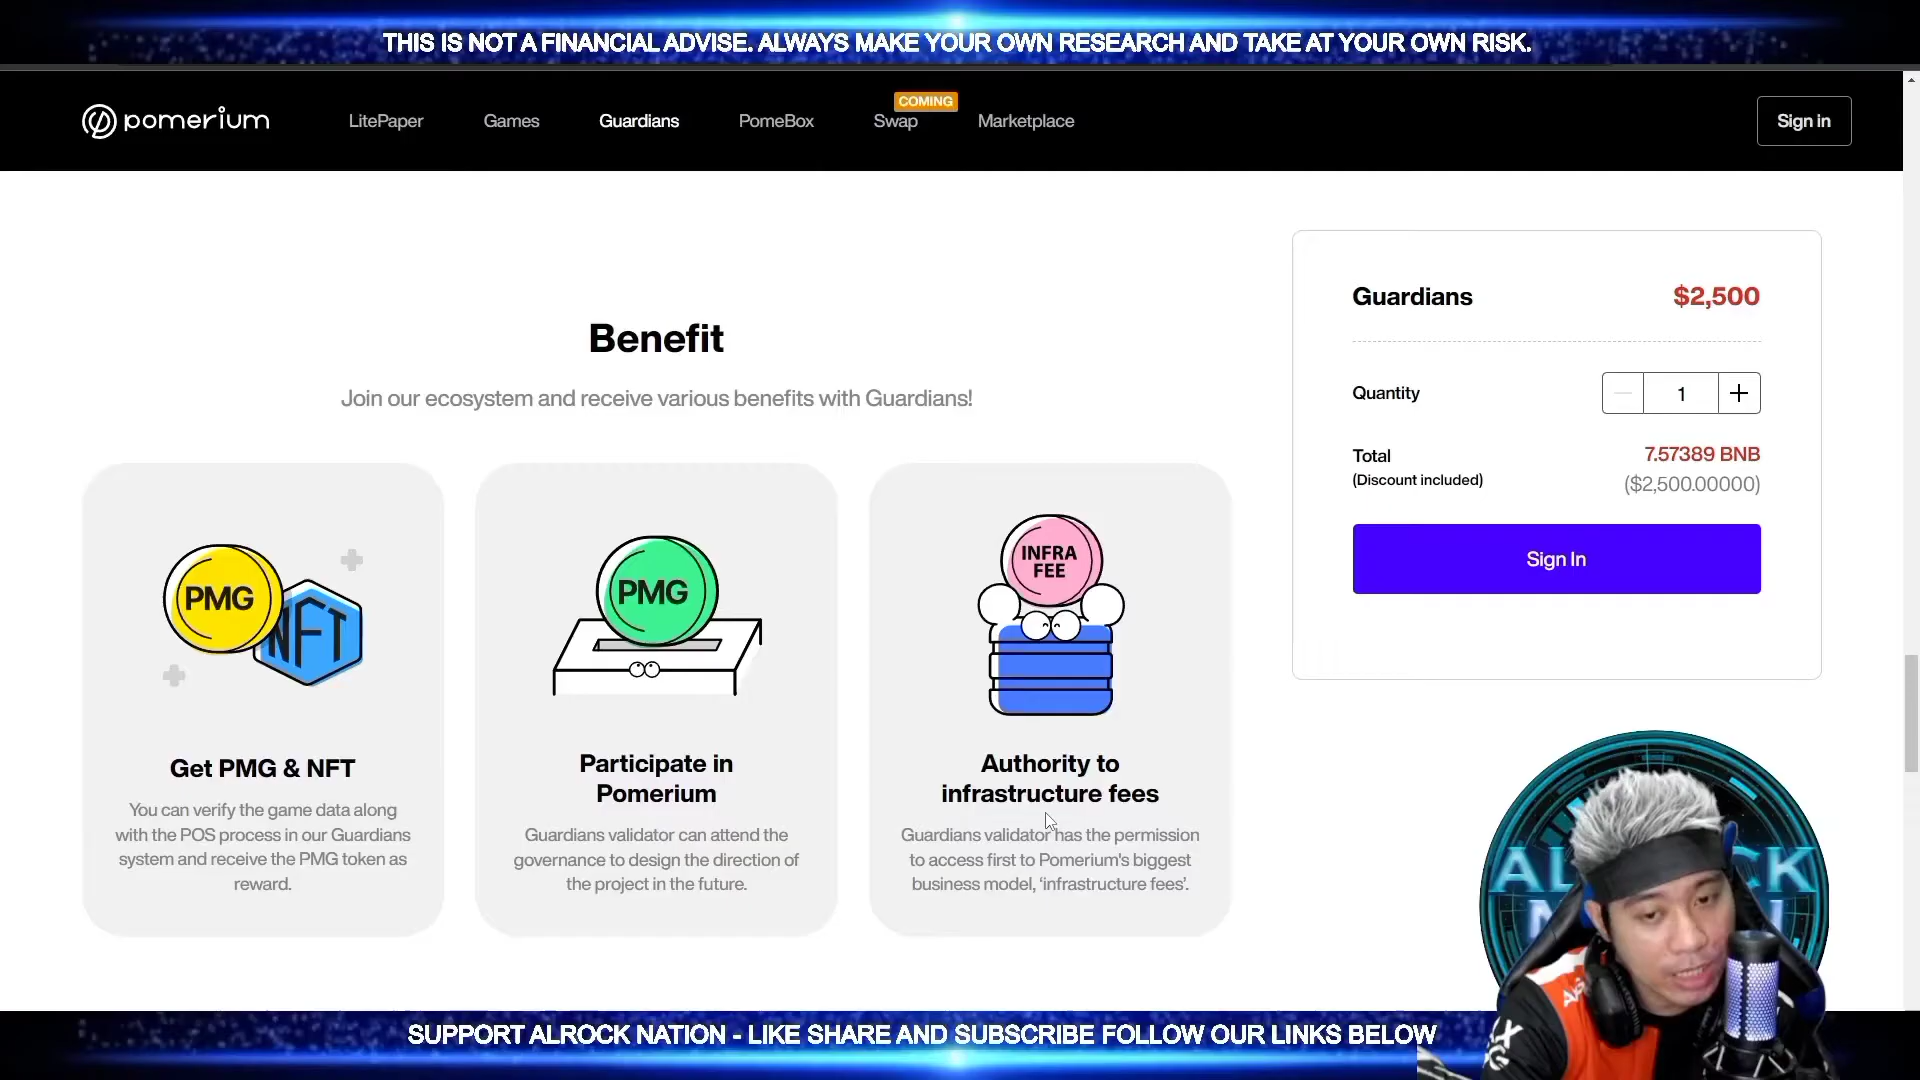 THIS IS NOT A FINANCIAL ADVISE. ALWAYS MAKE YOUR OWN RESEARCH AND TAKE AT YOUR OWN RISK.
pomerium
LitePaper
Games
Guardians
PomeBox
COMING
Swap
Marketplace
Sign in
Benefit
Join our ecosystem and receive various benefits with Guardians!
PMG
NFT
Get PMG & NFT
You can verify the game data along
with the POS process in our Guardians
system and receive the PMG token as
reward.
PMG
Participate in
Pomerium
Guardians validator can attend the
governance to design the direction of
the project in the future.
INFRA
FEE
Authority to
infrastructure fees
Guardians validator has the permission
to access first to Pomerium's biggest
business model, ‘infrastructure fees’.
Guardians
$2,500
Quantity
1
Total
7.57389 BNB
(Discount included)
($2,500.00000)
Sign In
SUPPORT ALROCK NATION - LIKE SHARE AND SUBSCRIBE FOLLOW OUR LINKS BELOW